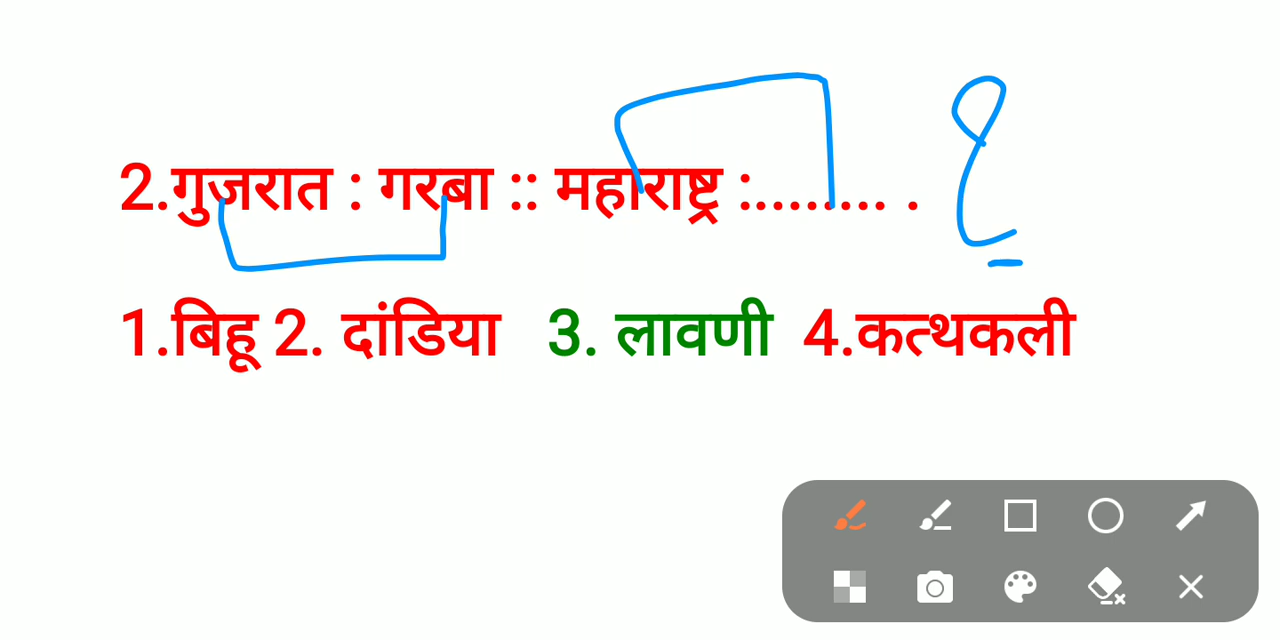 2.गुजरात : गरबा :: महाराष्ट्र :......... . ?
1.बिहू 2. दांडिया 3. लावणी 4.कत्थकली